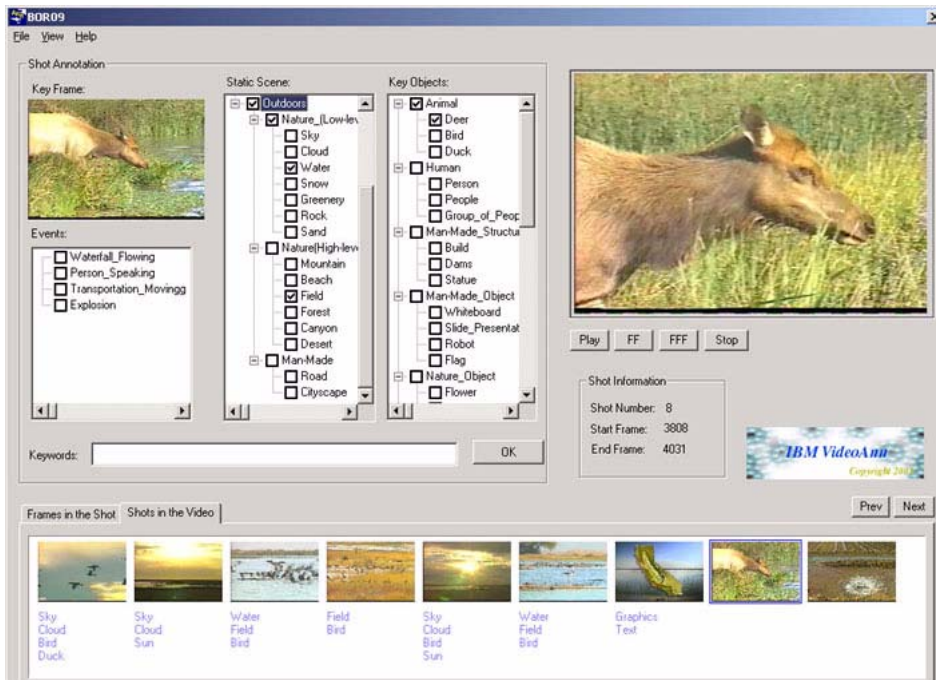 BOR09
File View Help
Shot Annotation
Key Frame:
Events:
Waterfall_Flowing
Person_Speaking
Transportation_Movingg
Explosion
Static Scene:
Outdoors
Nature_(Low-lev
Sky
Cloud
Water
Snow
Greenery
Rock
Sand
Nature(High-lev
Mountain
Beach
Field
Forest
Canyon
Desert
Man-Made
Road
Cityscape
Key Objects:
Animal
Deer
Bird
Duck
Human
Person
People
Group_of_Peop
Man-Made_Structu
Build
Dams
Statue
Man-Made_Object
Whiteboard
Slide_Presentat
Robot
Flag
Nature_Object
Flower
Keywords:
OK
Play FF FFF Stop
Shot Information
Shot Number: 8
Start Frame: 3808
End Frame: 4031
IBM VideoAnn
Copyright
Prev Next
Frames in the Shot Shots in the Video
Sky
Cloud
Bird
Duck
Sky
Cloud
Sun
Water
Field
Bird
Field
Bird
Sky
Cloud
Bird
Sun
Water
Field
Bird
Graphics
Text